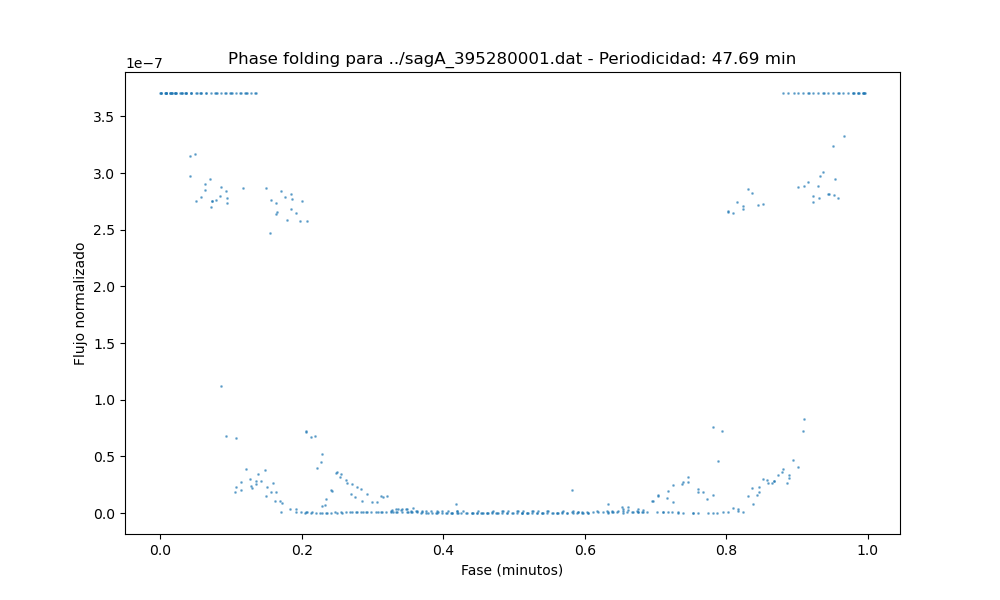 Phase folding para ../sagA_395280001.dat - Periodicidad: 47.69 min
1e−7
3.5
3.0
2.5
2.0
1.5
1.0
0.5
0.0
Flujo normalizado
0.0 0.2 0.4 0.6 0.8 1.0
Fase (minutos)